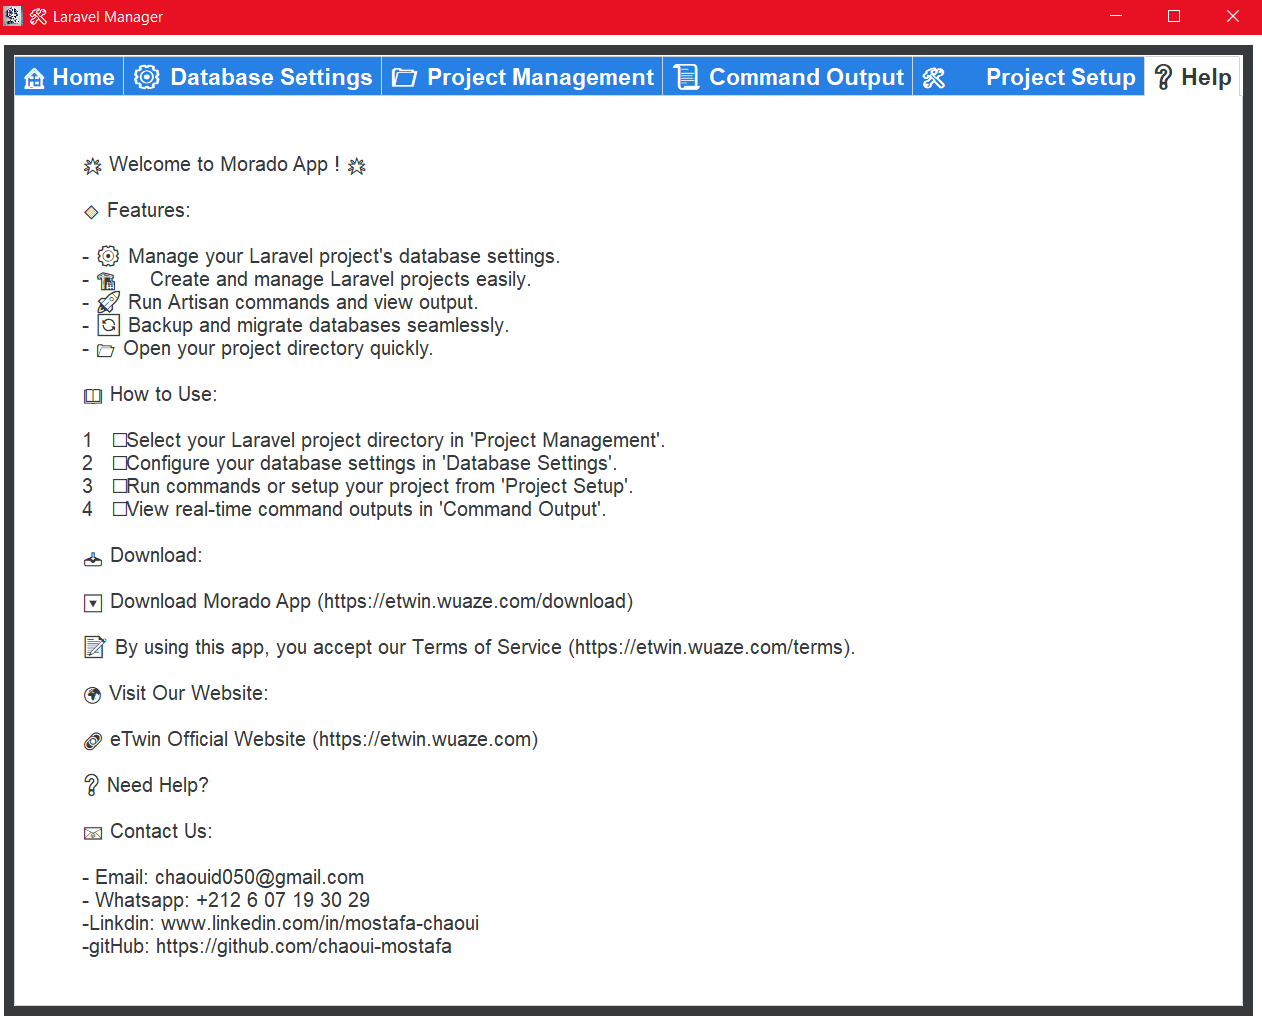 Laravel Manager
Home
Database Settings
Project Management
Command Output
Project Setup
Help
Welcome to Morado App !
Features:
- Manage your Laravel project's database settings.
- Create and manage Laravel projects easily.
- Run Artisan commands and view output.
- Backup and migrate databases seamlessly.
- Open your project directory quickly.
How to Use:
1 Select your Laravel project directory in 'Project Management'.
2 Configure your database settings in 'Database Settings'.
3 Run commands or setup your project from 'Project Setup'.
4 View real-time command outputs in 'Command Output'.
Download:
Download Morado App (https://etwin.wuaze.com/download)
By using this app, you accept our Terms of Service (https://etwin.wuaze.com/terms).
Visit Our Website:
eTwin Official Website (https://etwin.wuaze.com)
Need Help?
Contact Us:
- Email: chaouid050@gmail.com
- Whatsapp: +212 6 07 19 30 29
-Linkdin: www.linkedin.com/in/mostafa-chaoui
-gitHub: https://github.com/chaoui-mostafa